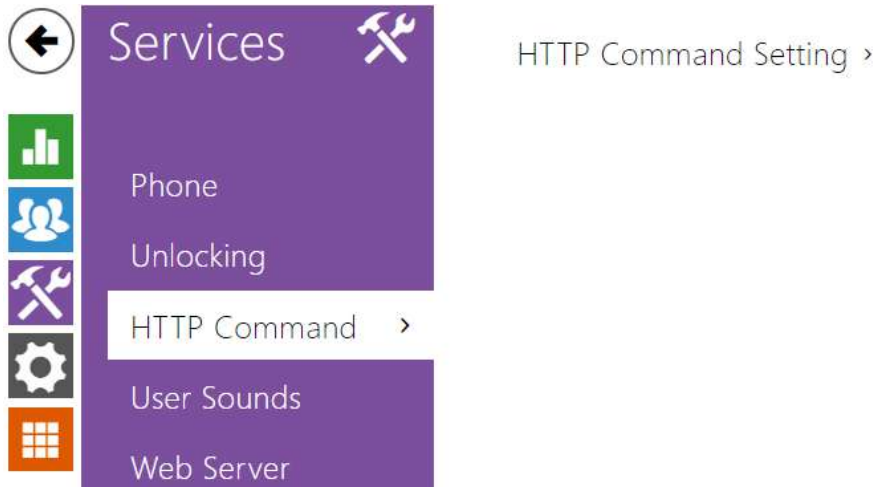 Services
HTTP Command Setting ›
Phone
Unlocking
HTTP Command ›
User Sounds
Web Server